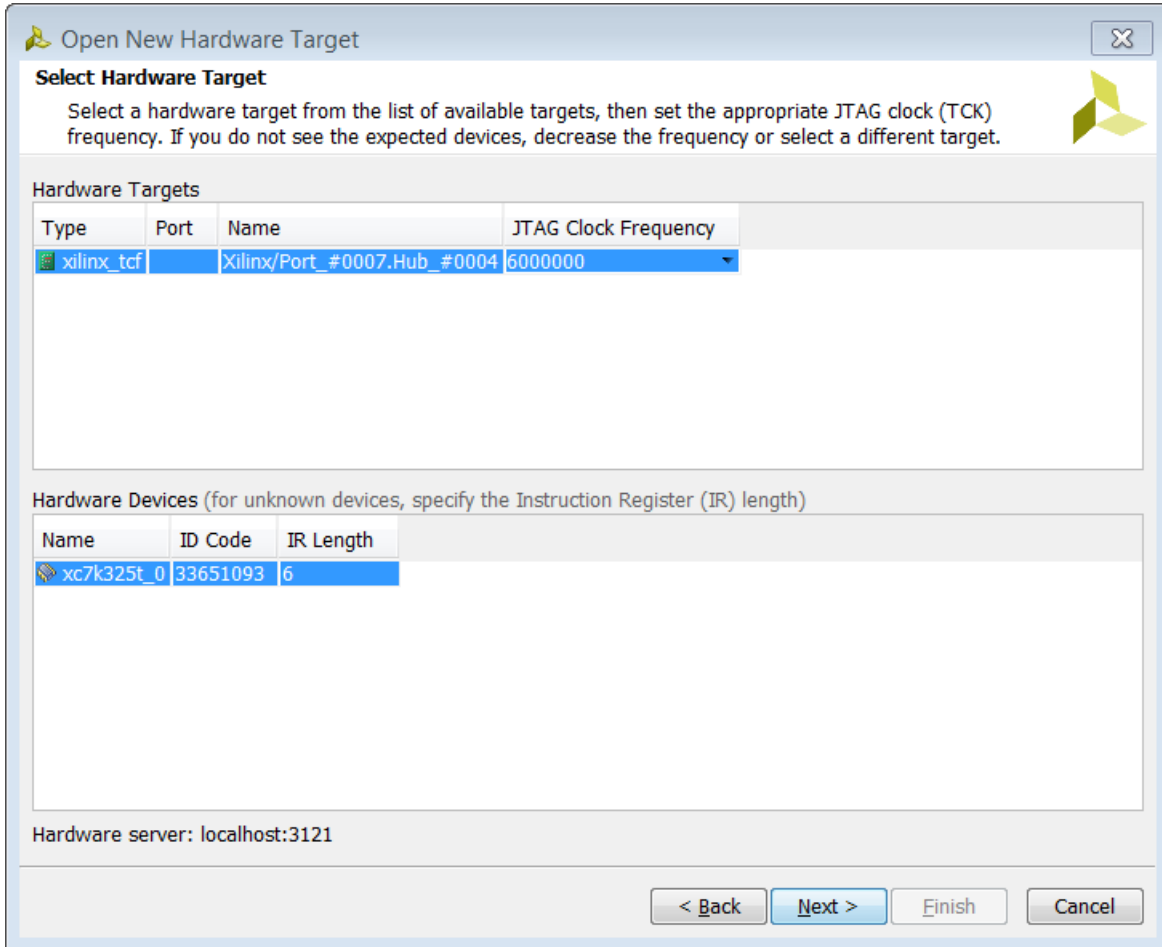 Open New Hardware Target
Select Hardware Target
Select a hardware target from the list of available targets, then set the appropriate JTAG clock (TCK)
frequency. If you do not see the expected devices, decrease the frequency or select a different target.
Hardware Targets
Type Port Name JTAG Clock Frequency
xilinx_tcf Xilinx/Port_#0007.Hub_#0004 6000000
Hardware Devices (for unknown devices, specify the Instruction Register (IR) length)
Name ID Code IR Length
xc7k325t_0 33651093 6
Hardware server: localhost:3121
< Back Next > Finish Cancel